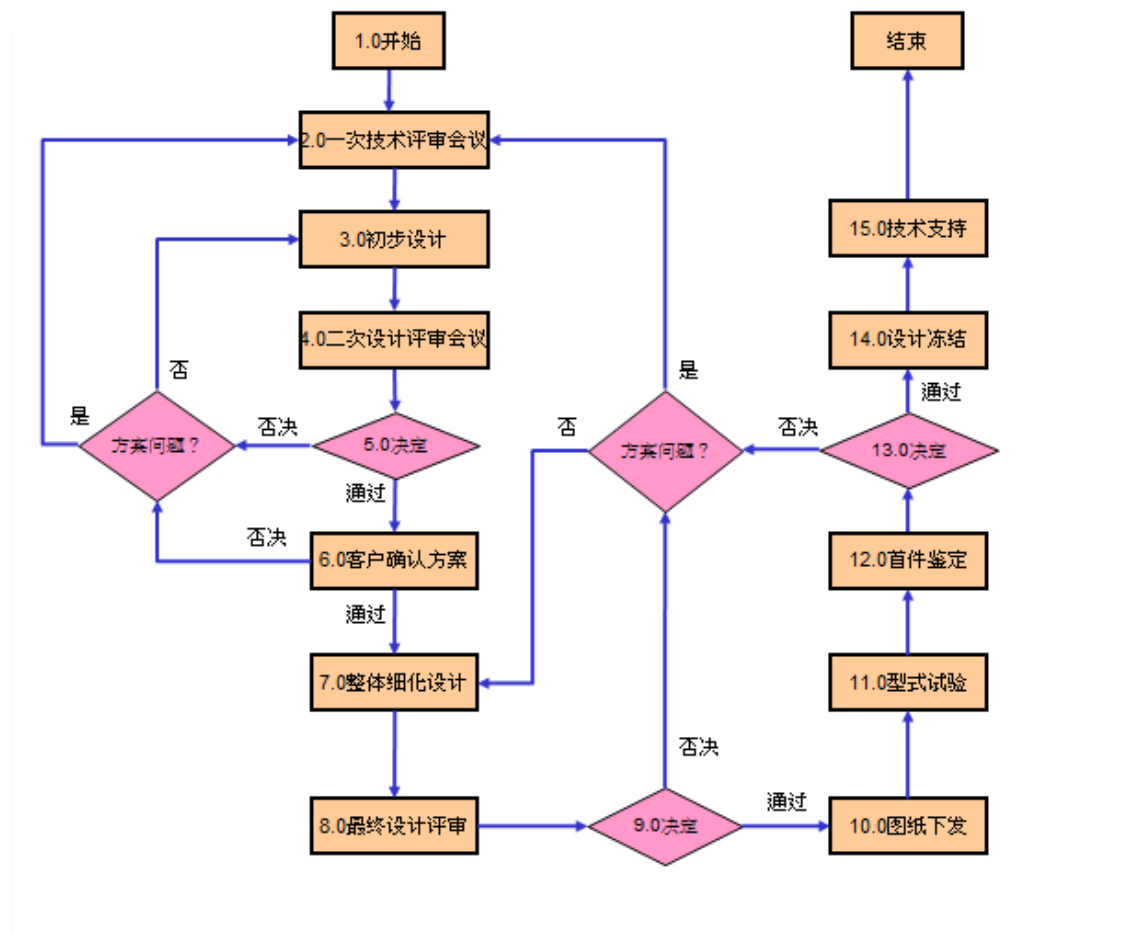 1.0开始
结束
2.0一次技术评审会议
15.0技术支持
3.0初步设计
4.0二次设计评审会议
14.0设计冻结
否
是
通过
是
否决
否
否决
方案问题？
5.0决定
方案问题？
13.0决定
通过
否决
6.0客户确认方案
12.0首件鉴定
通过
7.0整体细化设计
11.0型式试验
否决
通过
8.0最终设计评审
9.0决定
10.0图纸下发